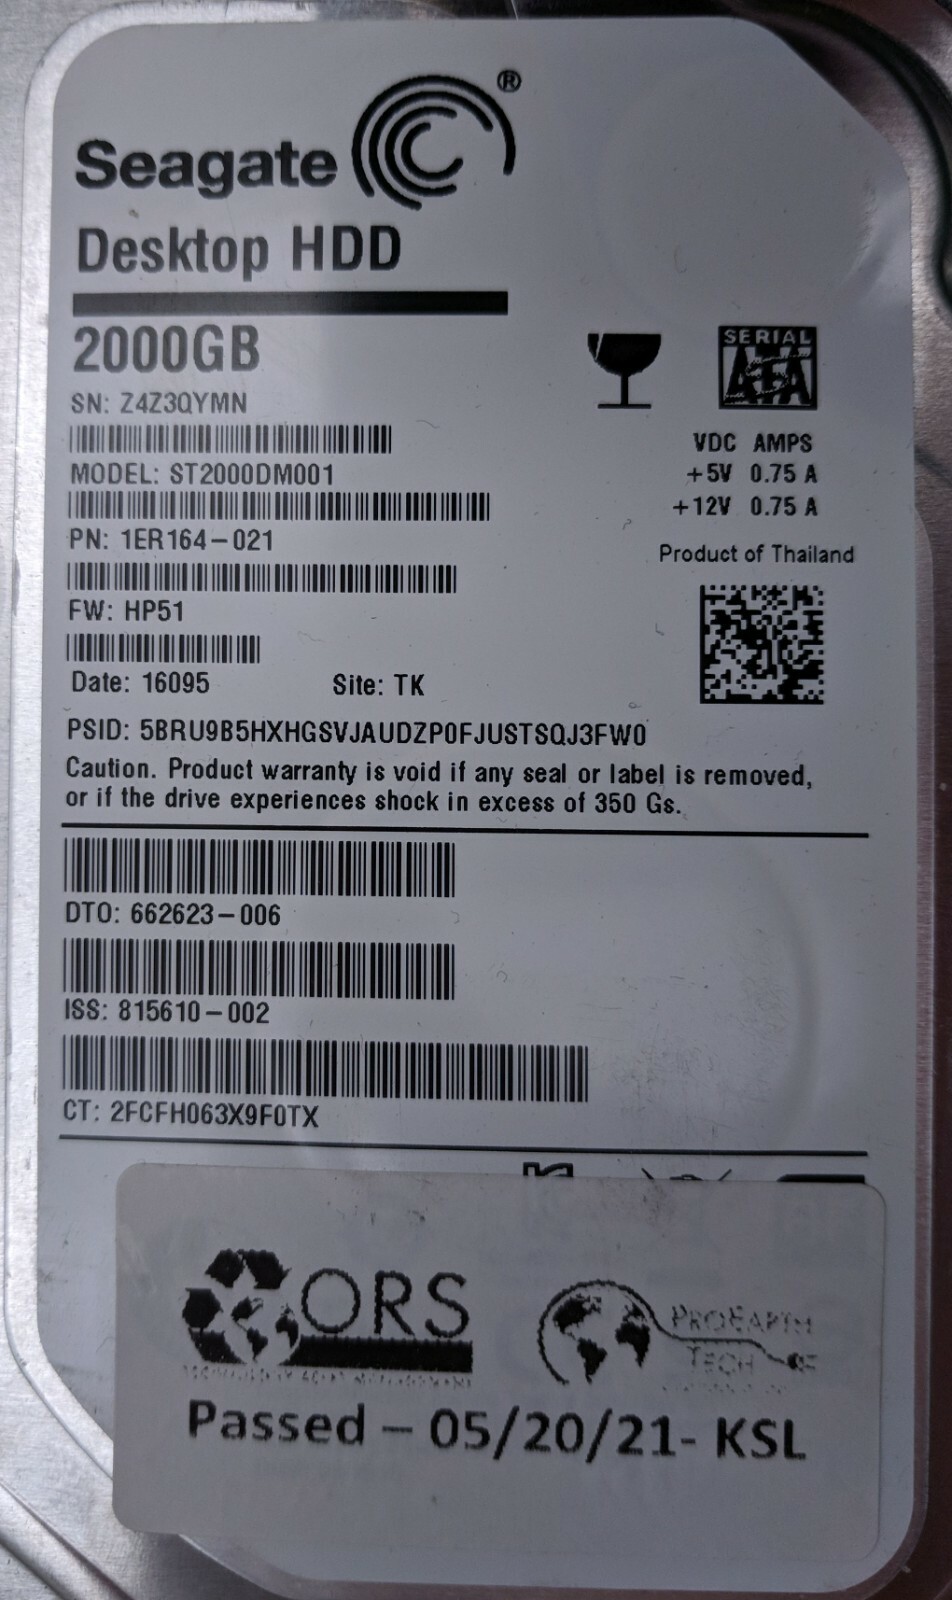 Seagate ®
Desktop HDD
2000GB
SERIAL
ATA
SN: Z4Z3QYMN
VDC AMPS
MODEL: ST2000DM001
+5V 0.75 A
+12V 0.75 A
PN: 1ER164-021
Product of Thailand
FW: HP51
Date: 16095 Site: TK
PSID: 5BRU9B5HXHGSVJAUDZP0FJUSTSQJ3FW0
Caution. Product warranty is void if any seal or label is removed,
or if the drive experiences shock in excess of 350 Gs.
DTO: 662623-006
ISS: 815610-002
CT: 2FCFH063X9F0TX
ORS
PROEARTH
TECH
Passed – 05/20/21- KSL